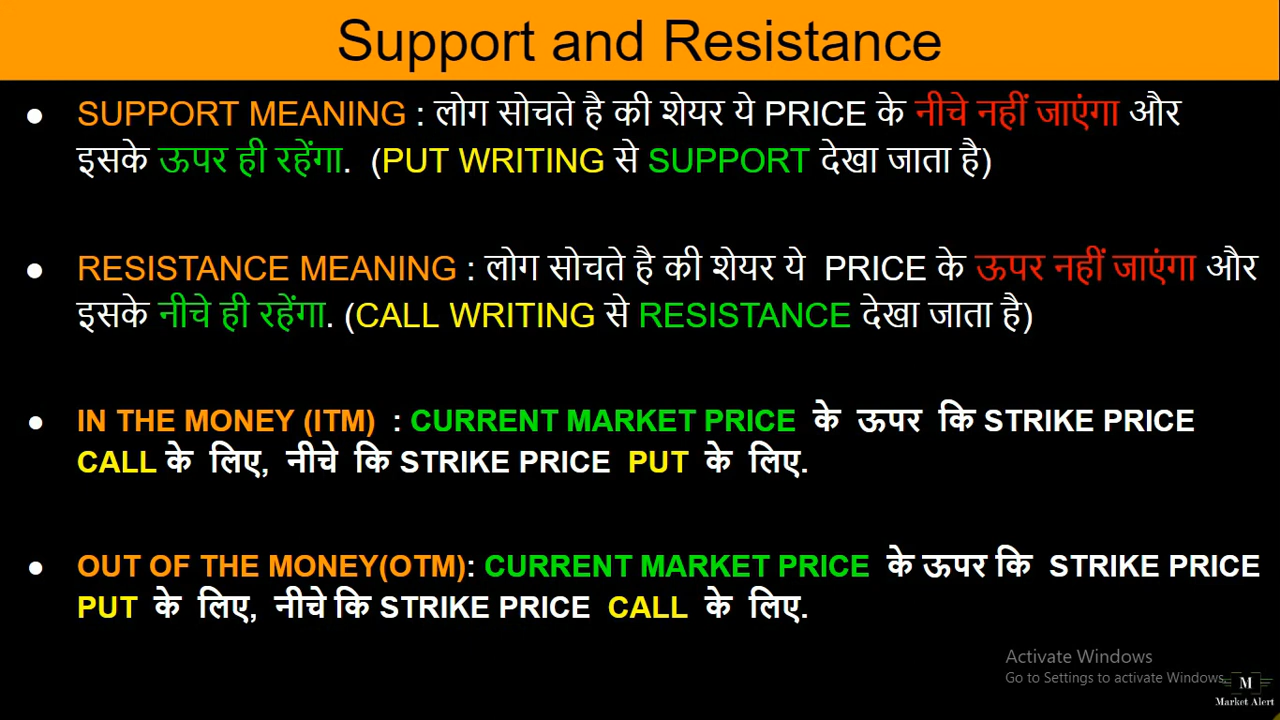 Support and Resistance
● SUPPORT MEANING : लोग सोचते है की शेयर ये PRICE के नीचे नहीं जाएंगा और
इसके ऊपर ही रहेंगा. (PUT WRITING से SUPPORT देखा जाता है)
● RESISTANCE MEANING : लोग सोचते है की शेयर ये PRICE के ऊपर नहीं जाएंगा और
इसके नीचे ही रहेंगा. (CALL WRITING से RESISTANCE देखा जाता है)
● IN THE MONEY (ITM) : CURRENT MARKET PRICE के ऊपर कि STRIKE PRICE
CALL के लिए, नीचे कि STRIKE PRICE PUT के लिए.
● OUT OF THE MONEY(OTM): CURRENT MARKET PRICE के ऊपर कि STRIKE PRICE
PUT के लिए, नीचे कि STRIKE PRICE CALL के लिए.
Activate Windows
Go to Settings to activate Windows.
M
Market Alert